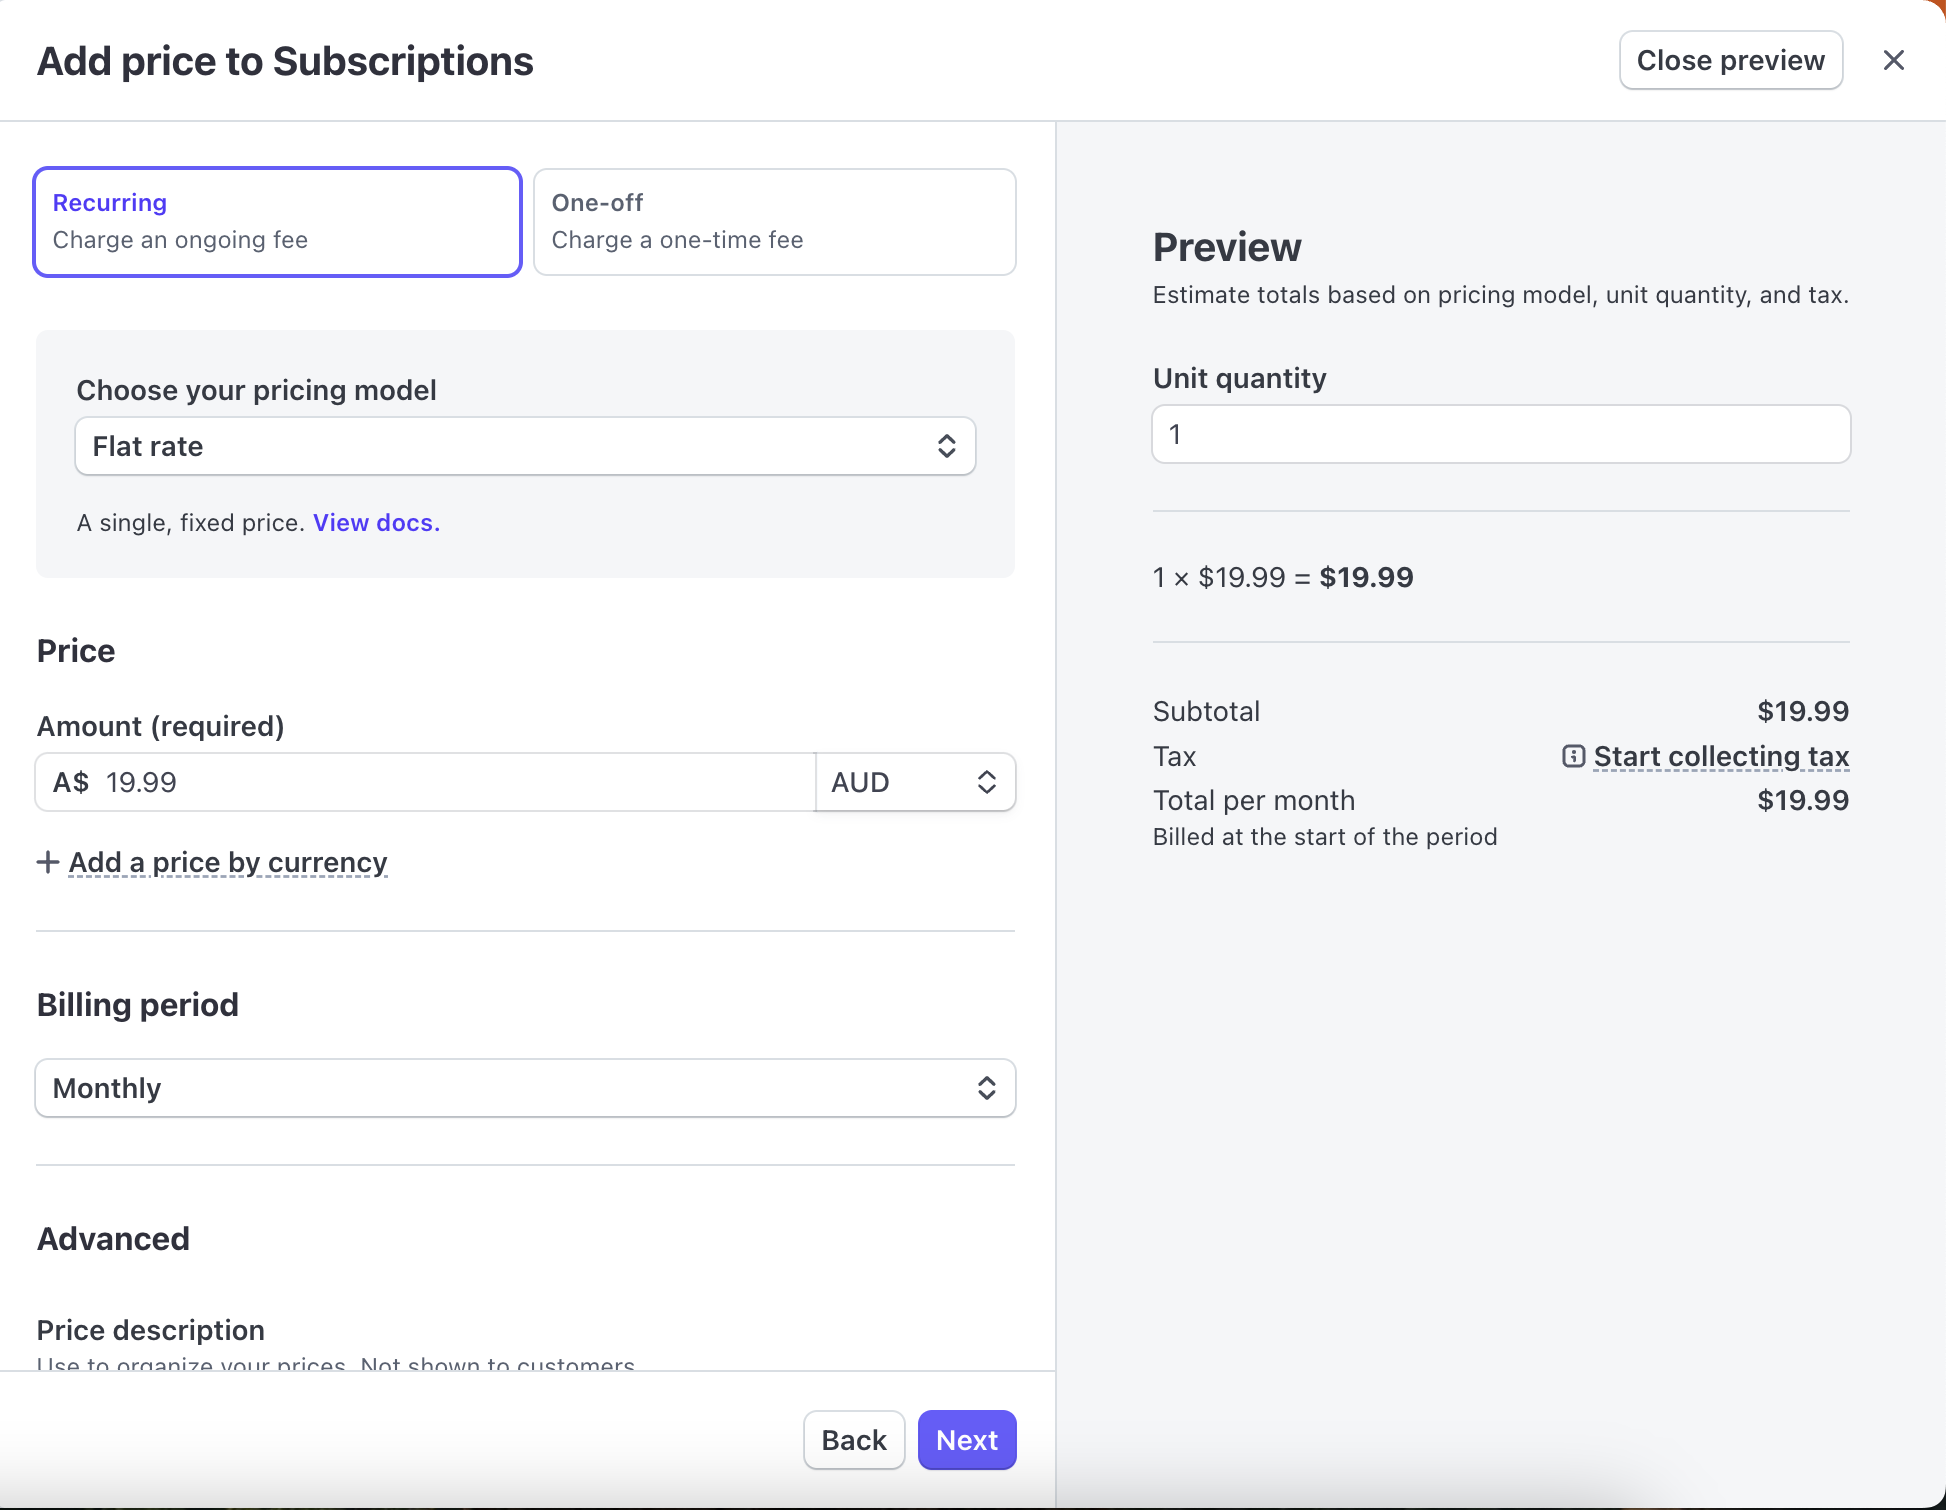 Add price to Subscriptions
Close preview
Recurring
Charge an ongoing fee
One-off
Charge a one-time fee
Choose your pricing model
Flat rate
A single, fixed price. View docs.
Price
Amount (required)
A$ 19.99
AUD
Add a price by currency
Billing period
Monthly
Advanced
Price description
Use to organize your prices. Not shown to customers.
Back
Next
Preview
Estimate totals based on pricing model, unit quantity, and tax.
Unit quantity
1
1 × $19.99 = $19.99
Subtotal $19.99
Tax Start collecting tax
Total per month $19.99
Billed at the start of the period